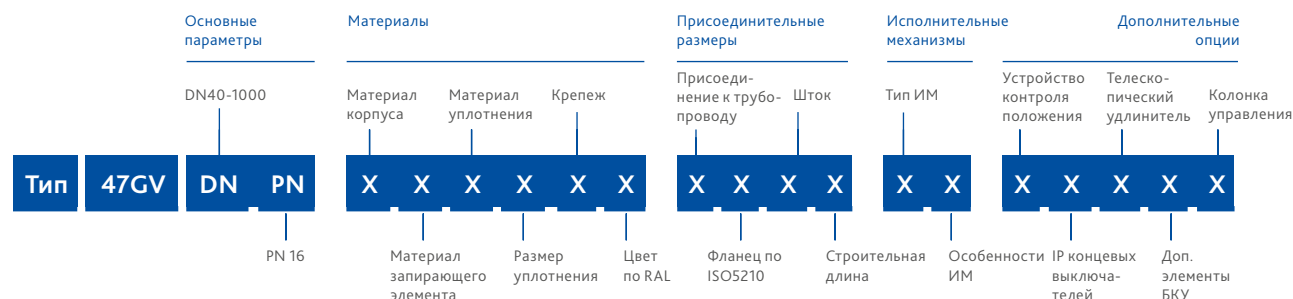 Основные
параметры
Материалы
Присоединительные
размеры
Исполнительные
механизмы
Дополнительные
опции
DN40-1000
Материал
корпуса
Материал
уплотнения
Крепеж
Присоеди-
нение к трубо-
проводу
Шток
Тип ИМ
Устройство
контроля
положения
Телеско-
пический
удлинитель
Колонка
управления
Тип 47GV DN PN X X X X X X X X X X X X X X X X X
PN 16
Материал
запирающего
элемента
Размер
уплотнения
Цвет
по RAL
Фланец по
ISO5210
Строительная
длина
Особенности
ИМ
IP концевых
выключа-
телей
Доп.
элементы
БКУ